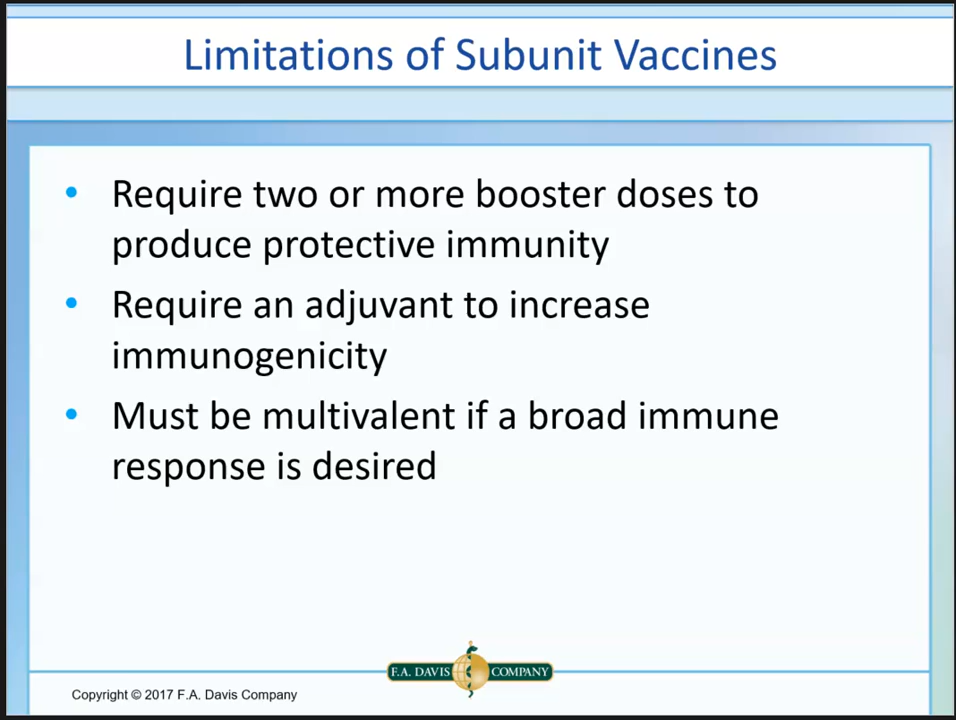 Limitations of Subunit Vaccines
• Require two or more booster doses to
produce protective immunity
• Require an adjuvant to increase
immunogenicity
• Must be multivalent if a broad immune
response is desired
F.A. DAVIS COMPANY
Copyright © 2017 F.A. Davis Company